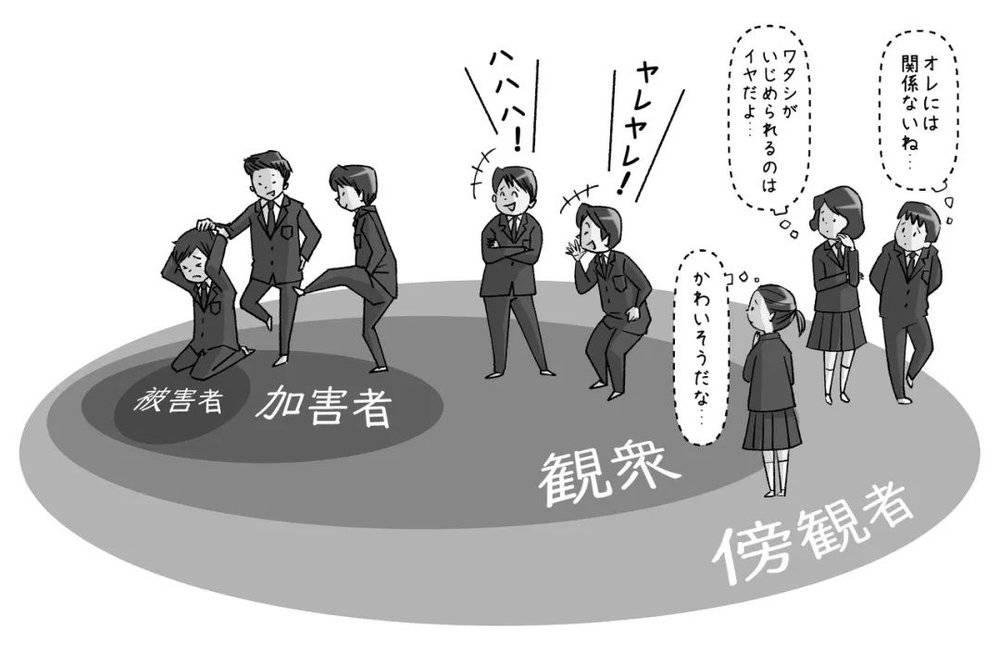 オレには
関係ないね…
ワタシが
いじめられるのは
イヤだよ…
ヤレヤレ!
ハハハ!
かわいそうだな…
被害者
加害者
観衆
傍観者